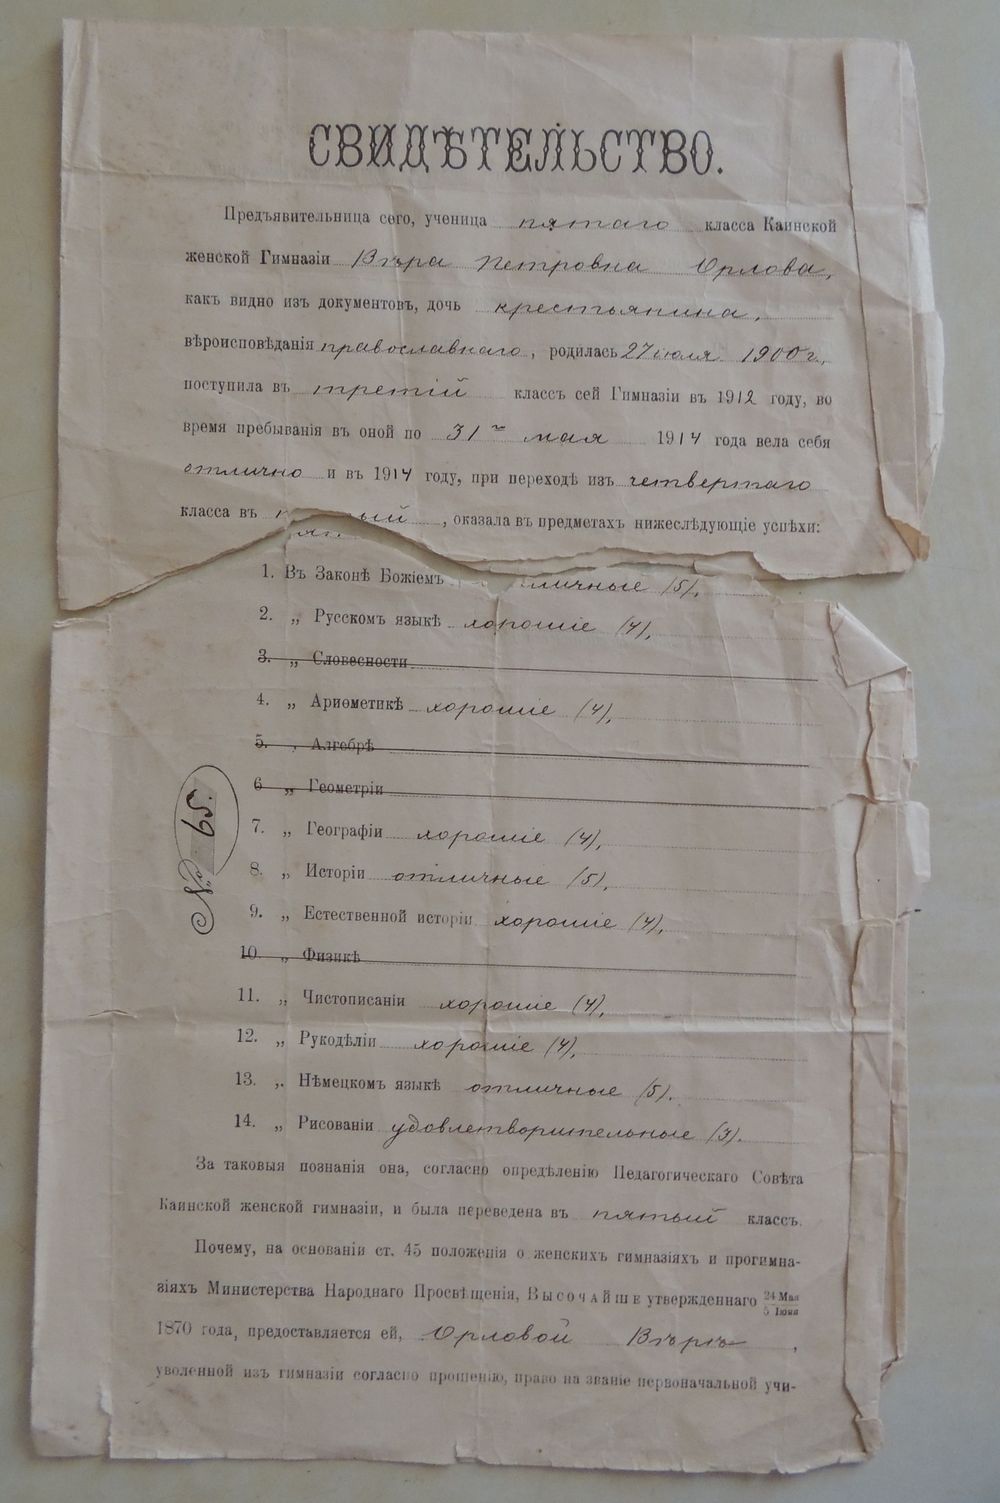 СВИДѢТЕЛЬСТВО.
Предъявительница сего, ученица пятаго класса Каинской
женской Гимназіи Вѣра Петровна Орлова,
какъ видно изъ документовъ, дочь крестьянина,
вѣроисповѣданія православнаго, родилась 27 іюля 1900 г.,
поступила въ третій классъ сей Гимназіи въ 1912 году, во
время пребыванія въ оной по 31 мая 1914 года вела себя
отлично и въ 1914 году, при переходѣ изъ четвертаго
класса въ , оказала въ предметахъ нижеслѣдующіе успѣхи:
1. Въ Законѣ Божіемъ отличные (5),
2. „ Русскомъ языкѣ хорошіе (4),
3. „ Словесности
4. „ Ариѳметикѣ хорошіе (4),
5. „ Алгебрѣ
6 „ Геометріи
7. „ Географіи хорошіе (4),
8. „ Исторіи отличные (5),
9. „ Естественной исторіи хорошіе (4),
10. „ Физикѣ
11. „ Чистописаніи хорошіе (4),
12. „ Рукодѣліи хорошіе (4),
13. „ Нѣмецкомъ языкѣ отличные (5).
14. „ Рисованіи удовлетворительные (3).
№ 65.
За таковыя познанія она, согласно опредѣленію Педагогическаго Совѣта
Каинской женской гимназіи, и была переведена въ пятый классъ.
Почему, на основаніи ст. 45 положенія о женскихъ гимназіяхъ и прогимна-
зіяхъ Министерства Народнаго Просвѣщенія, ВЫСОЧАЙШЕ утвержденнаго 24 Мая
5 Іюня
1870 года, предоставляется ей, Орловой Вѣрѣ,
уволенной изъ гимназіи согласно прошенію, право на званіе первоначальной учи-